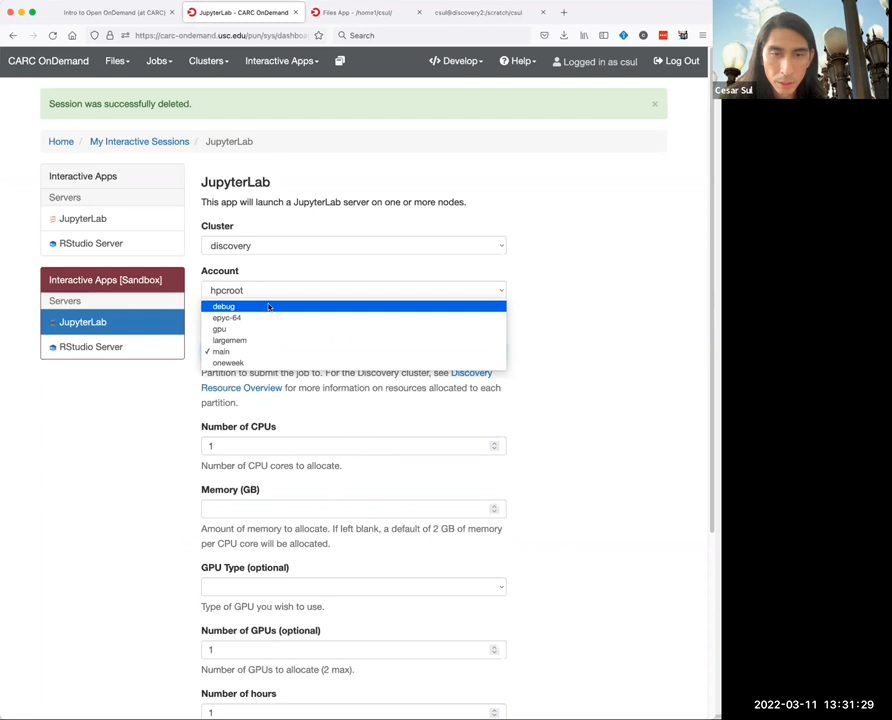 Intro to Open OnDemand (at CARC)
JupyterLab - CARC OnDemand
Files App - /home1/csul/
csul@discovery2:/scratch/csul
https://carc-ondemand.usc.edu/pun/sys/dashboa
Search
CARC OnDemand
Files
Jobs
Clusters
Interactive Apps
Develop
Help
Logged in as csul
Log Out
Cesar Sul
Session was successfully deleted.
×
Home / My Interactive Sessions / JupyterLab
Interactive Apps
Servers
JupyterLab
RStudio Server
Interactive Apps [Sandbox]
Servers
JupyterLab
RStudio Server
JupyterLab
This app will launch a JupyterLab server on one or more nodes.
Cluster
discovery
Account
hpcroot
debug
epyc-64
gpu
largemem
✓ main
oneweek
Partition to submit the job to. For the Discovery cluster, see Discovery
Resource Overview for more information on resources allocated to each
partition.
Number of CPUs
1
Number of CPU cores to allocate.
Memory (GB)
Amount of memory to allocate. If left blank, a default of 2 GB of memory
per CPU core will be allocated.
GPU Type (optional)
Type of GPU you wish to use.
Number of GPUs (optional)
1
Number of GPUs to allocate (2 max).
Number of hours
1
2022-03-11 13:31:29